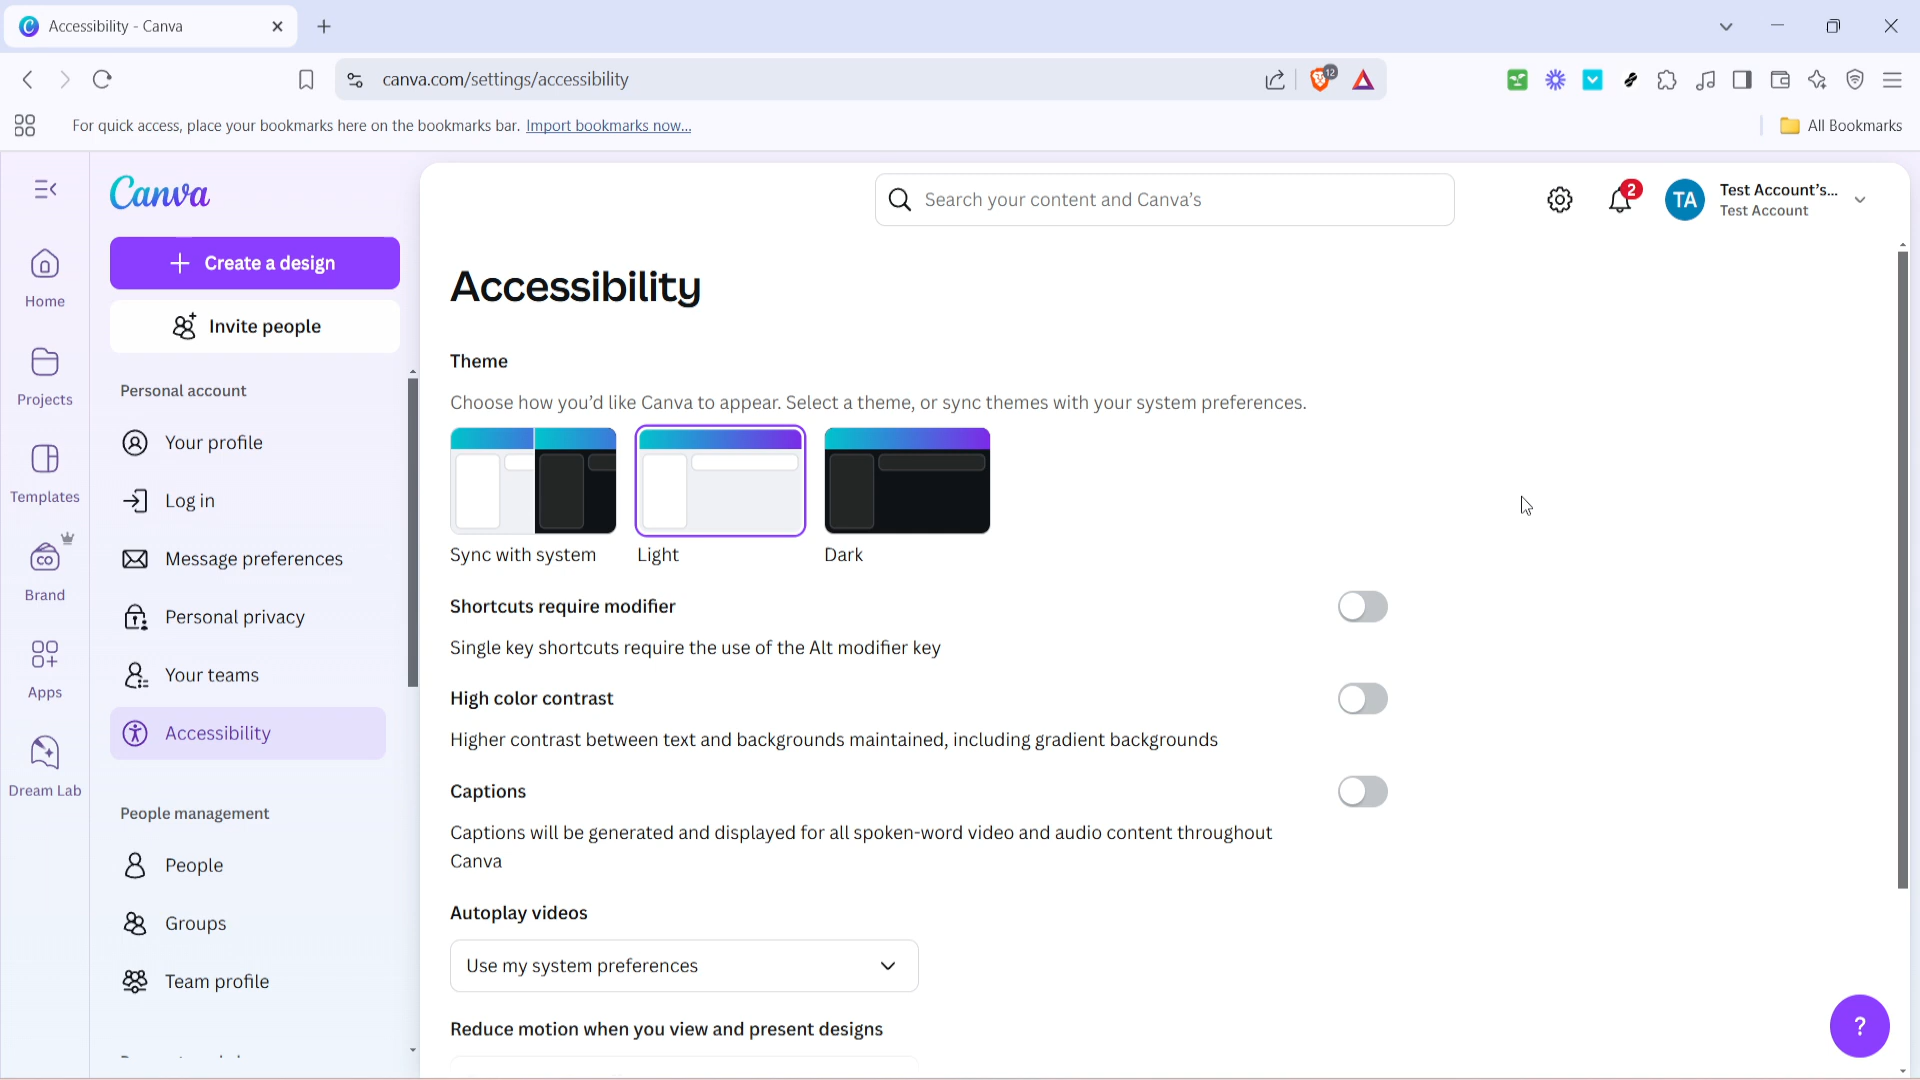 Accessibility - Canva
canva.com/settings/accessibility
12
For quick access, place your bookmarks here on the bookmarks bar. Import bookmarks now...
All Bookmarks
Home
Projects
Templates
CO
Brand
Apps
Dream Lab
Canva
Create a design
Invite people
Personal account
Your profile
Log in
Message preferences
Personal privacy
Your teams
Accessibility
People management
People
Groups
Team profile
Search your content and Canva's
2
TA
Test Account's...
Test Account
Accessibility
Theme
Choose how you'd like Canva to appear. Select a theme, or sync themes with your system preferences.
Sync with system
Light
Dark
Shortcuts require modifier
Single key shortcuts require the use of the Alt modifier key
High color contrast
Higher contrast between text and backgrounds maintained, including gradient backgrounds
Captions
Captions will be generated and displayed for all spoken-word video and audio content throughout
Canva
Autoplay videos
Use my system preferences
Reduce motion when you view and present designs
?